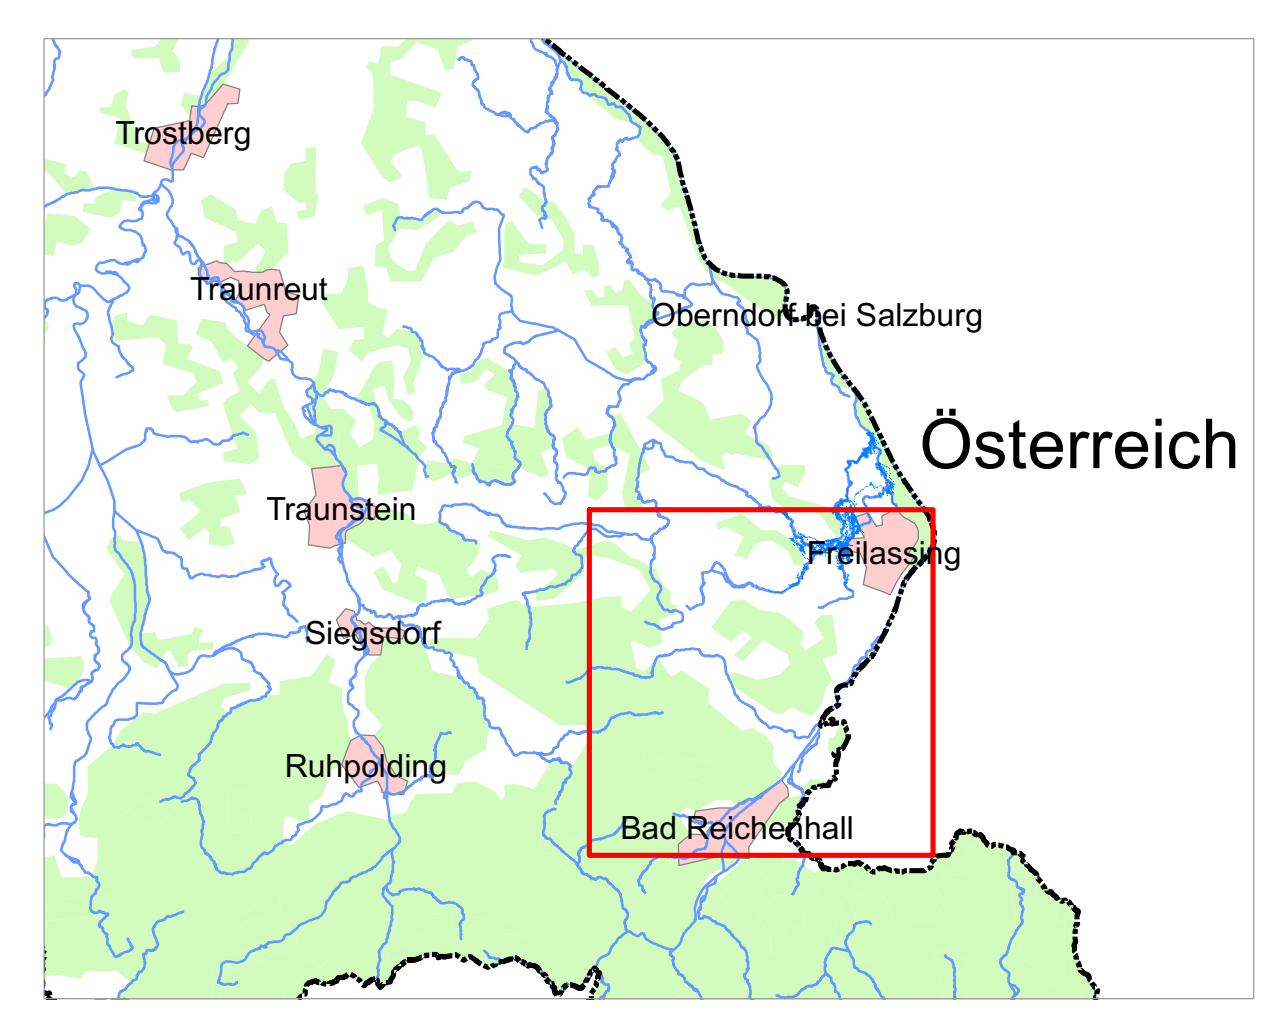 Trostberg
Traunreut
Oberndorf bei Salzburg
Österreich
Traunstein
Freilassing
Siegsdorf
Ruhpolding
Bad Reichenhall